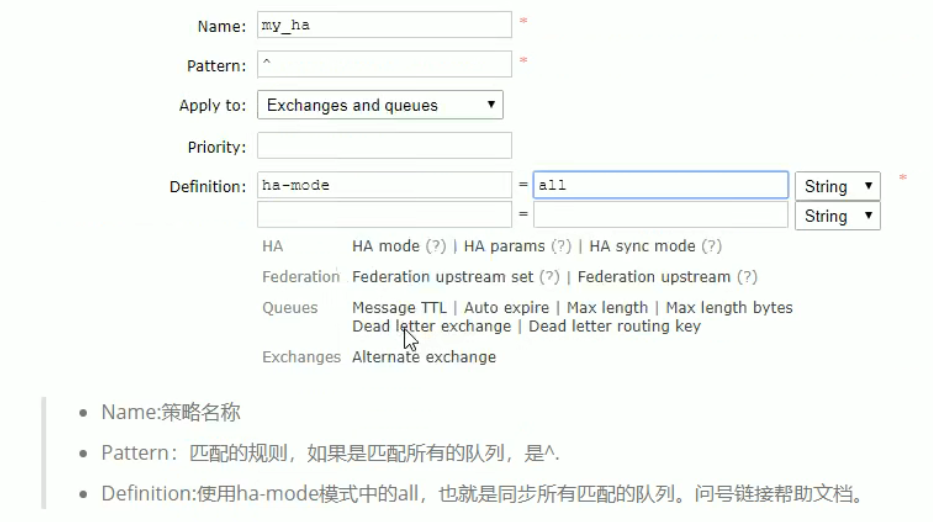 Name: my_ha *
Pattern: ^ *
Apply to: Exchanges and queues ▼
Priority:
Definition: ha-mode = all String ▼ *
= String ▼
HA HA mode (?) | HA params (?) | HA sync mode (?)
Federation Federation upstream set (?) | Federation upstream (?)
Queues Message TTL | Auto expire | Max length | Max length bytes
Dead letter exchange | Dead letter routing key
Exchanges Alternate exchange
• Name:策略名称
• Pattern：匹配的规则，如果是匹配所有的队列，是^.
• Definition:使用ha-mode模式中的all，也就是同步所有匹配的队列。问号链接帮助文档。